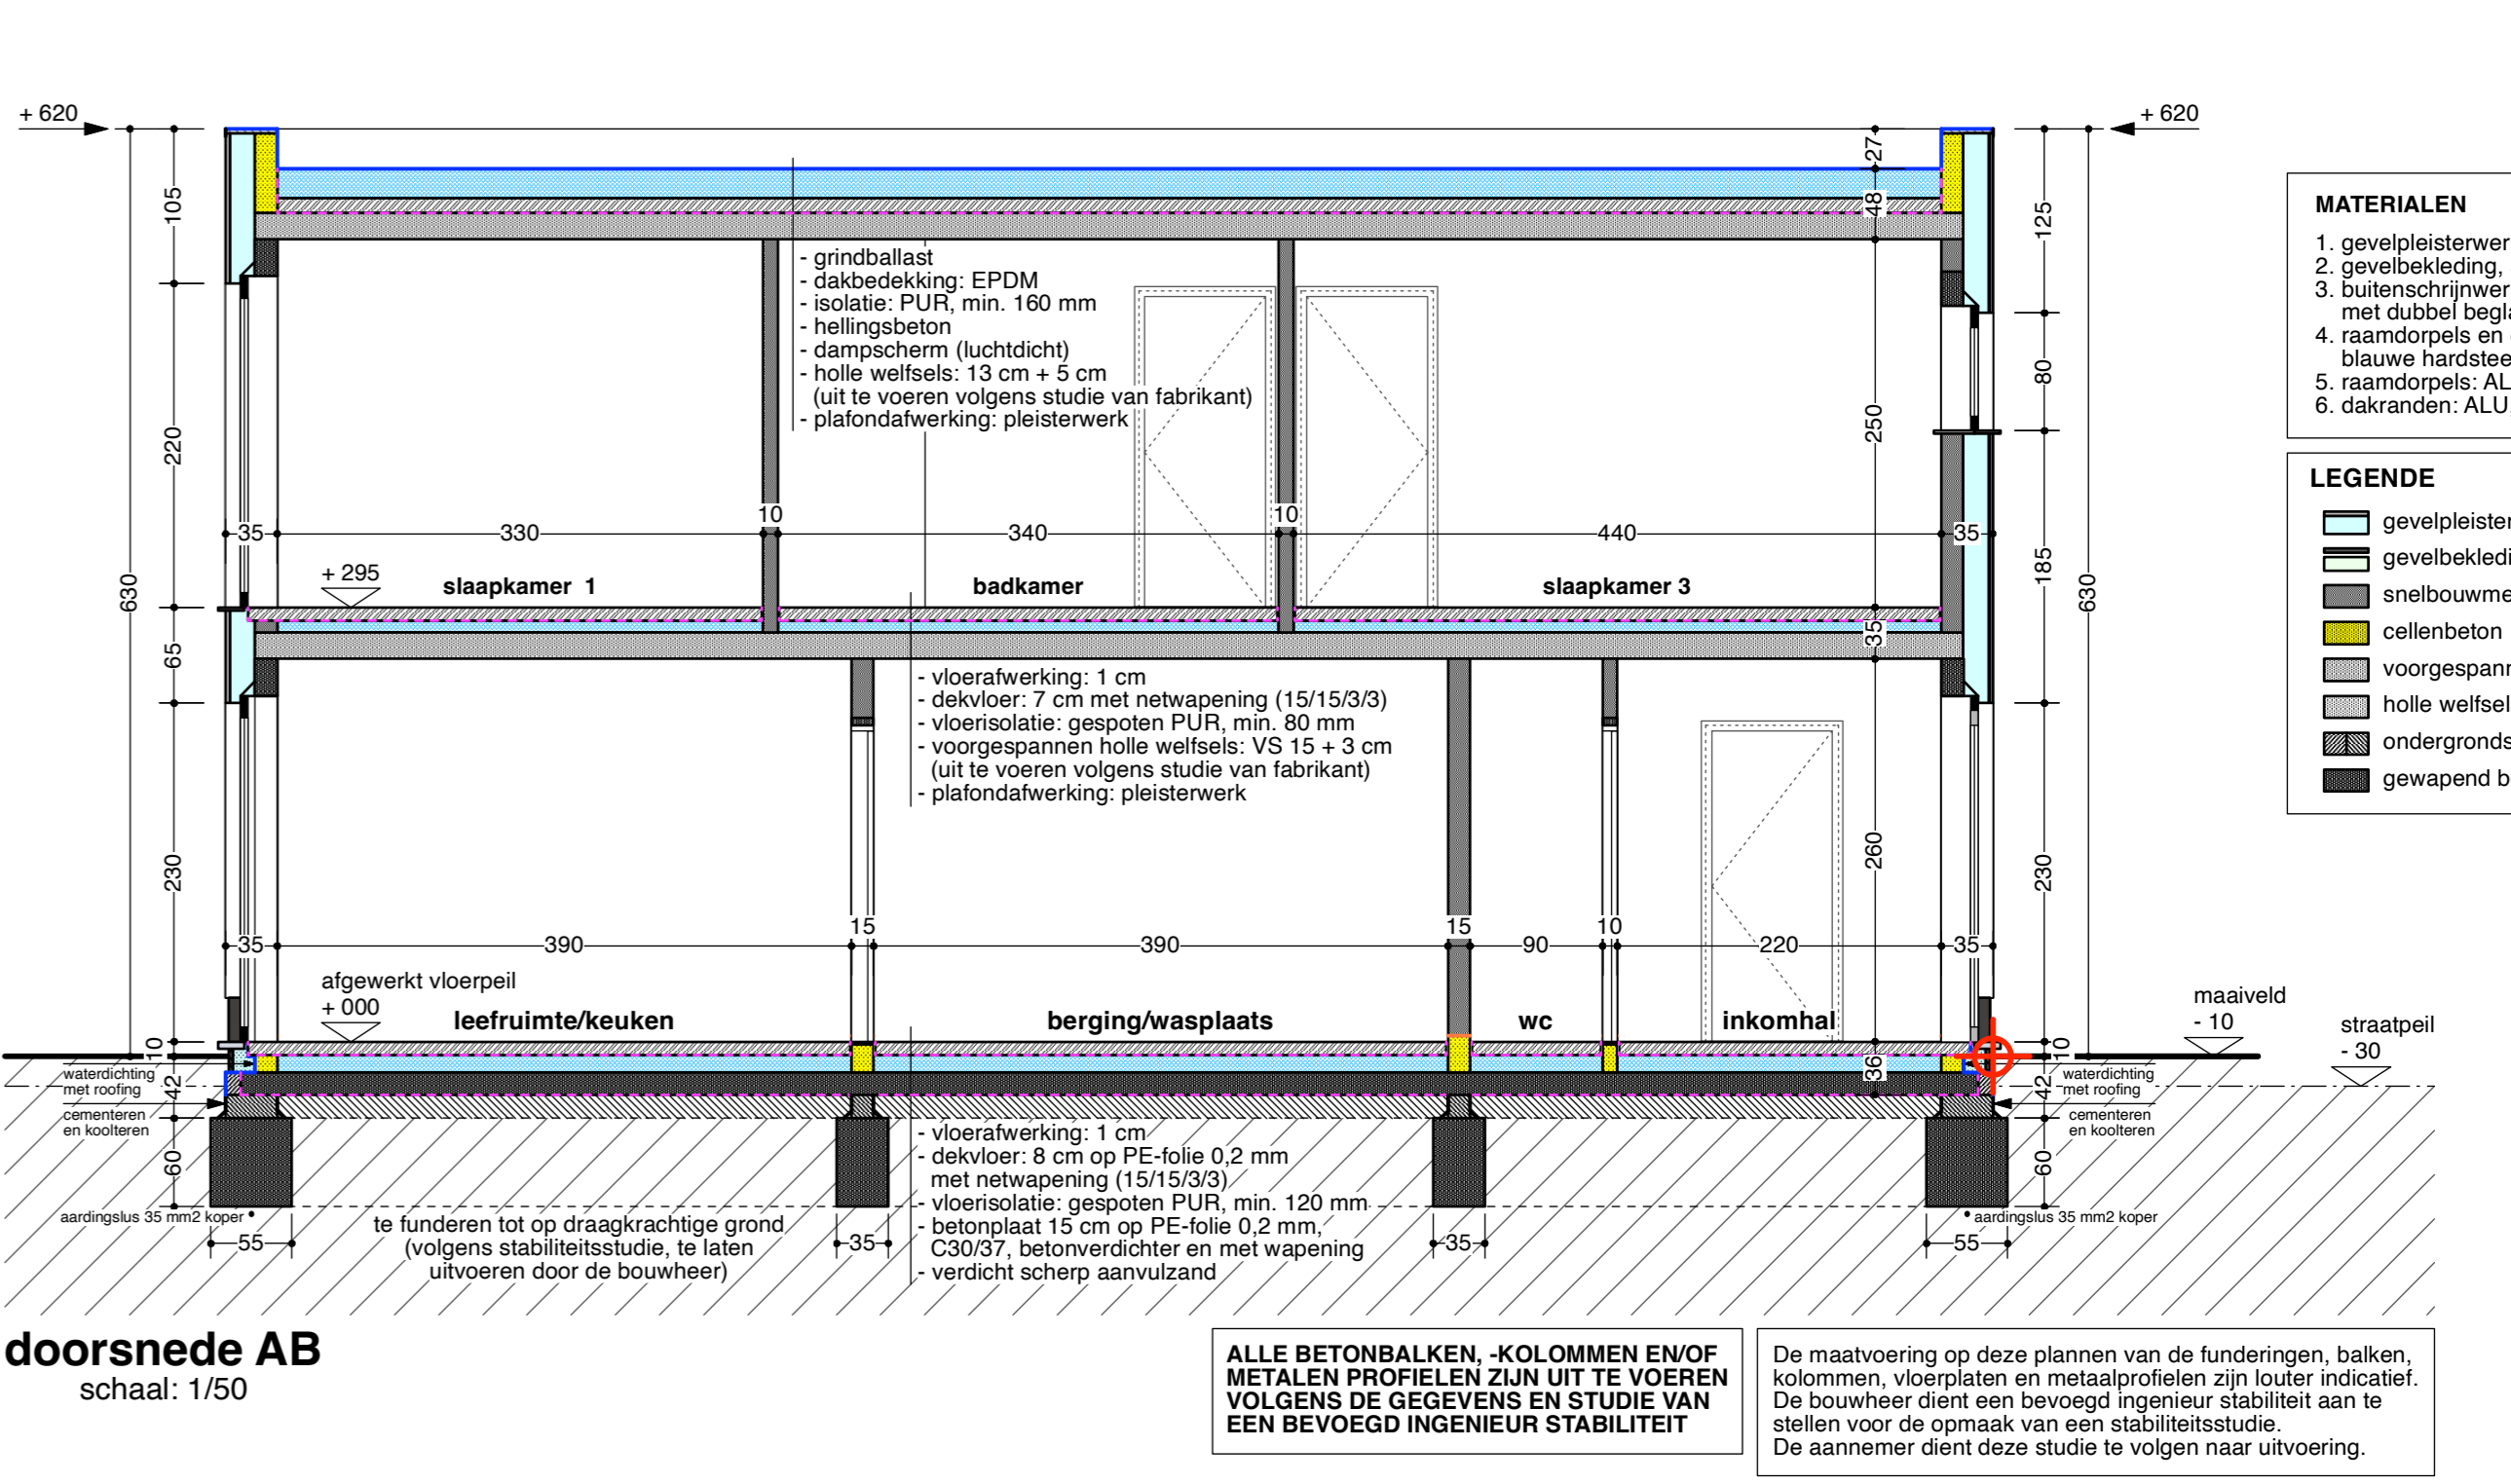 + 620
+ 620
27
48
105
125
- grindballast
- dakbedekking: EPDM
- isolatie: PUR, min. 160 mm
- hellingsbeton
- dampscherm (luchtdicht)
- holle welfsels: 13 cm + 5 cm
(uit te voeren volgens studie van fabrikant)
- plafondafwerking: pleisterwerk
220
250
80
185
630
630
35
330
10
340
10
440
35
+ 295
slaapkamer 1
badkamer
slaapkamer 3
65
35
- vloerafwerking: 1 cm
- dekvloer: 7 cm met netwapening (15/15/3/3)
- vloerisolatie: gespoten PUR, min. 80 mm
- voorgespannen holle welfsels: VS 15 + 3 cm
(uit te voeren volgens studie van fabrikant)
- plafondafwerking: pleisterwerk
230
260
230
35
390
15
390
15
90
10
220
35
afgewerkt vloerpeil
+ 000
leefruimte/keuken
berging/wasplaats
wc
inkomhal
maaiveld
- 10
straatpeil
- 30
10
36
10
waterdichting
met roofing
42
cementeren
en koolteren
waterdichting
met roofing
42
cementeren
en koolteren
60
60
- vloerafwerking: 1 cm
- dekvloer: 8 cm op PE-folie 0,2 mm
met netwapening (15/15/3/3)
- vloerisolatie: gespoten PUR, min. 120 mm
- betonplaat 15 cm op PE-folie 0,2 mm,
C30/37, betonverdichter en met wapening
- verdicht scherp aanvulzand
aardingslus 35 mm2 koper
aardingslus 35 mm2 koper
te funderen tot op draagkrachtige grond
(volgens stabiliteitsstudie, te laten
uitvoeren door de bouwheer)
55
35
35
55
MATERIALEN
1. gevelpleisterwer
2. gevelbekleding,
3. buitenschrijnwer
met dubbel begla
4. raamdorpels en
blauwe hardstee
5. raamdorpels: AL
6. dakranden: ALU
LEGENDE
gevelpleister
gevelbekledi
snelbouwme
cellenbeton
voorgespann
holle welfsel
ondergronds
gewapend b
doorsnede AB
schaal: 1/50
ALLE BETONBALKEN, -KOLOMMEN EN/OF
METALEN PROFIELEN ZIJN UIT TE VOEREN
VOLGENS DE GEGEVENS EN STUDIE VAN
EEN BEVOEGD INGENIEUR STABILITEIT
De maatvoering op deze plannen van de funderingen, balken,
kolommen, vloerplaten en metaalprofielen zijn louter indicatief.
De bouwheer dient een bevoegd ingenieur stabiliteit aan te
stellen voor de opmaak van een stabiliteitsstudie.
De aannemer dient deze studie te volgen naar uitvoering.